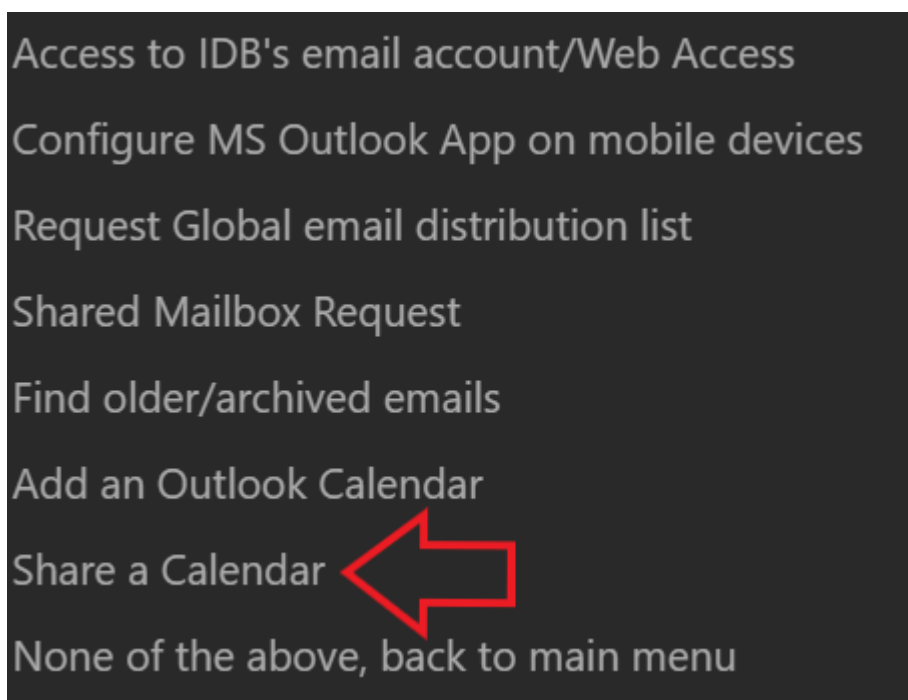 Access to IDB's email account/Web Access
Configure MS Outlook App on mobile devices
Request Global email distribution list
Shared Mailbox Request
Find older/archived emails
Add an Outlook Calendar
Share a Calendar
None of the above, back to main menu